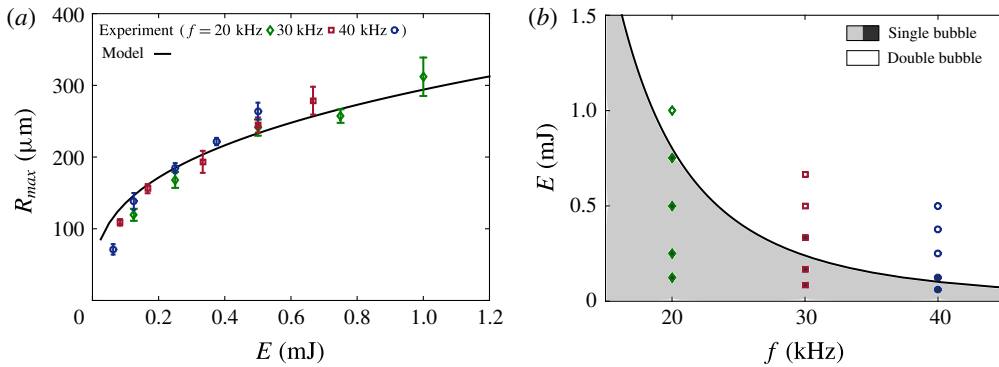 (a)
400
300
200
100
0
0.2
0.4
0.6
0.8
1.0
1.2
R_max (μm)
E (mJ)
Experiment ( f = 20 kHz 30 kHz 40 kHz )
Model
(b)
1.5
1.0
0.5
0
20
30
40
E (mJ)
f (kHz)
Single bubble
Double bubble